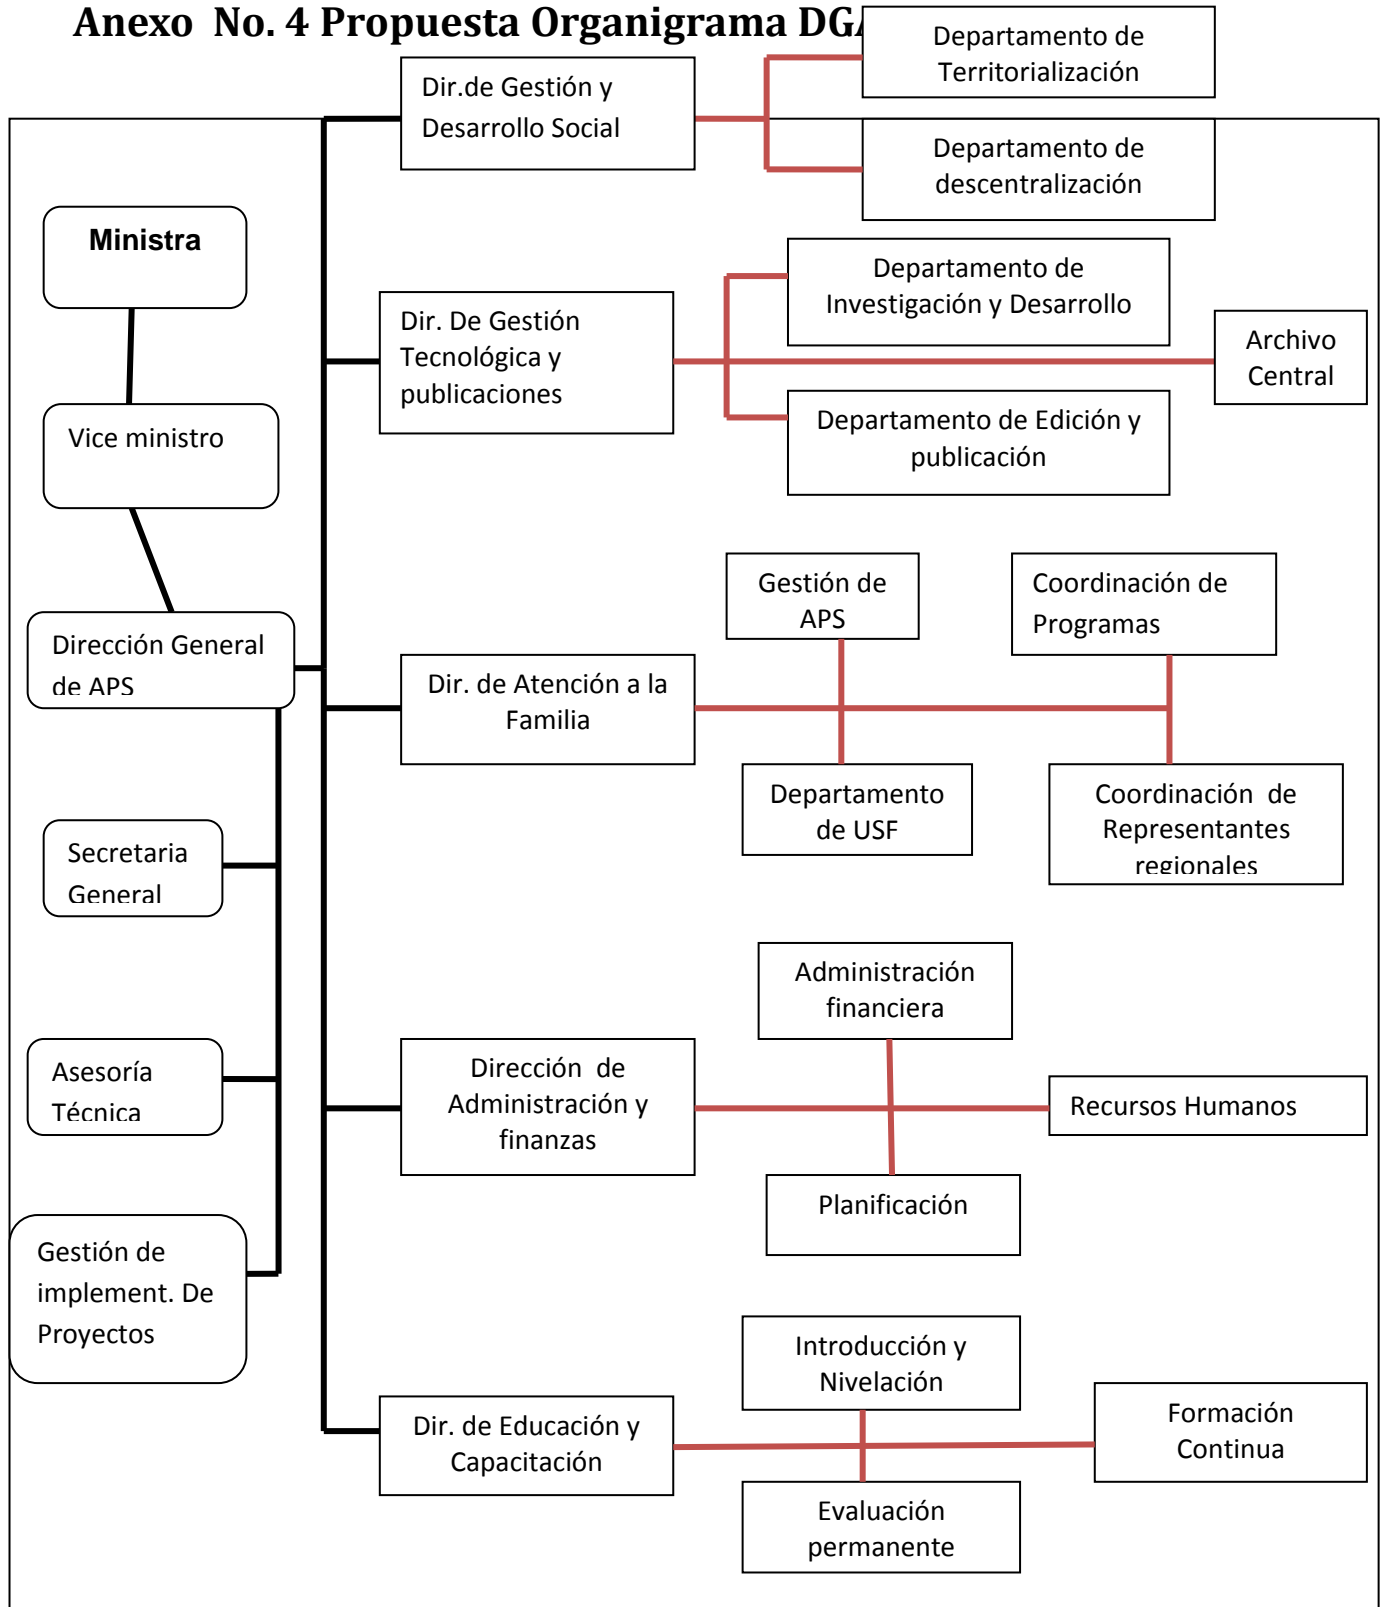 Anexo No. 4 Propuesta Organigrama
Departamento de
Territorialización
Dir.de Gestión y
Desarrollo Social
Departamento de
descentralización
Ministra
Departamento de
Investigación y Desarrollo
Dir. De Gestión
Tecnológica y
publicaciones
Archivo
Central
Vice ministro
Departamento de Edición y
publicación
Gestión de
APS
Coordinación de
Programas
Dirección General
de APS
Dir. de Atención a la
Familia
Departamento
de USF
Coordinación de
Representantes
regionales
Secretaria
General
Administración
financiera
Asesoría
Técnica
Dirección de
Administración y
finanzas
Recursos Humanos
Planificación
Gestión de
implement. De
Proyectos
Introducción y
Nivelación
Dir. de Educación y
Capacitación
Formación
Continua
Evaluación
permanente